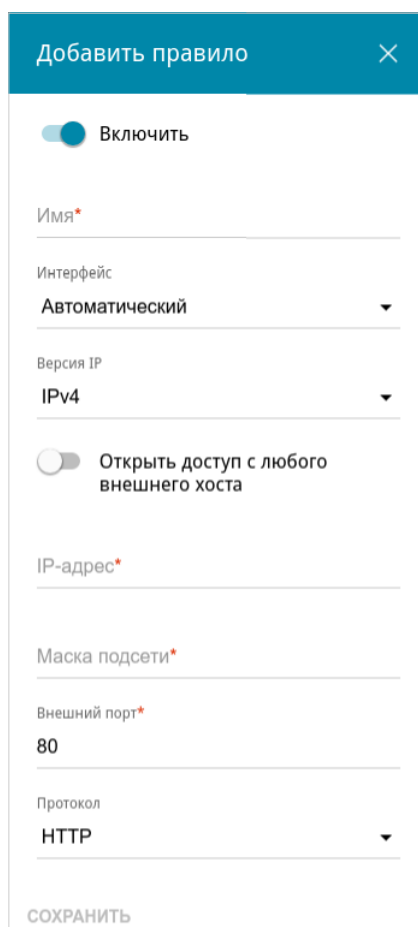 Добавить правило
Включить
Имя*
Интерфейс
Автоматический
Версия IP
IPv4
Открыть доступ с любого
внешнего хоста
IP-адрес*
Маска подсети*
Внешний порт*
80
Протокол
HTTP
СОХРАНИТЬ